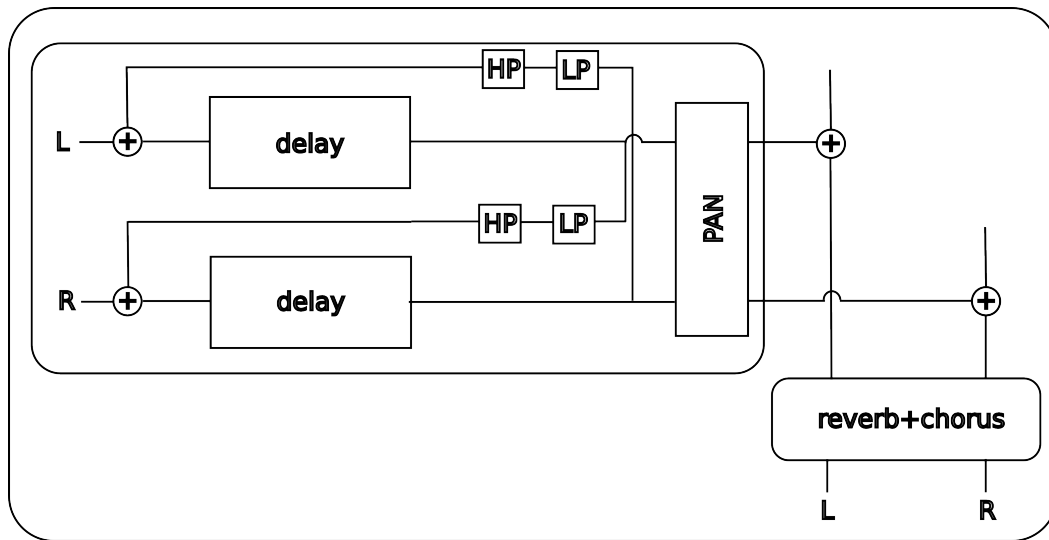 HP
LP
L
+
delay
+
PAN
HP
LP
R
+
delay
+
reverb+chorus
L
R